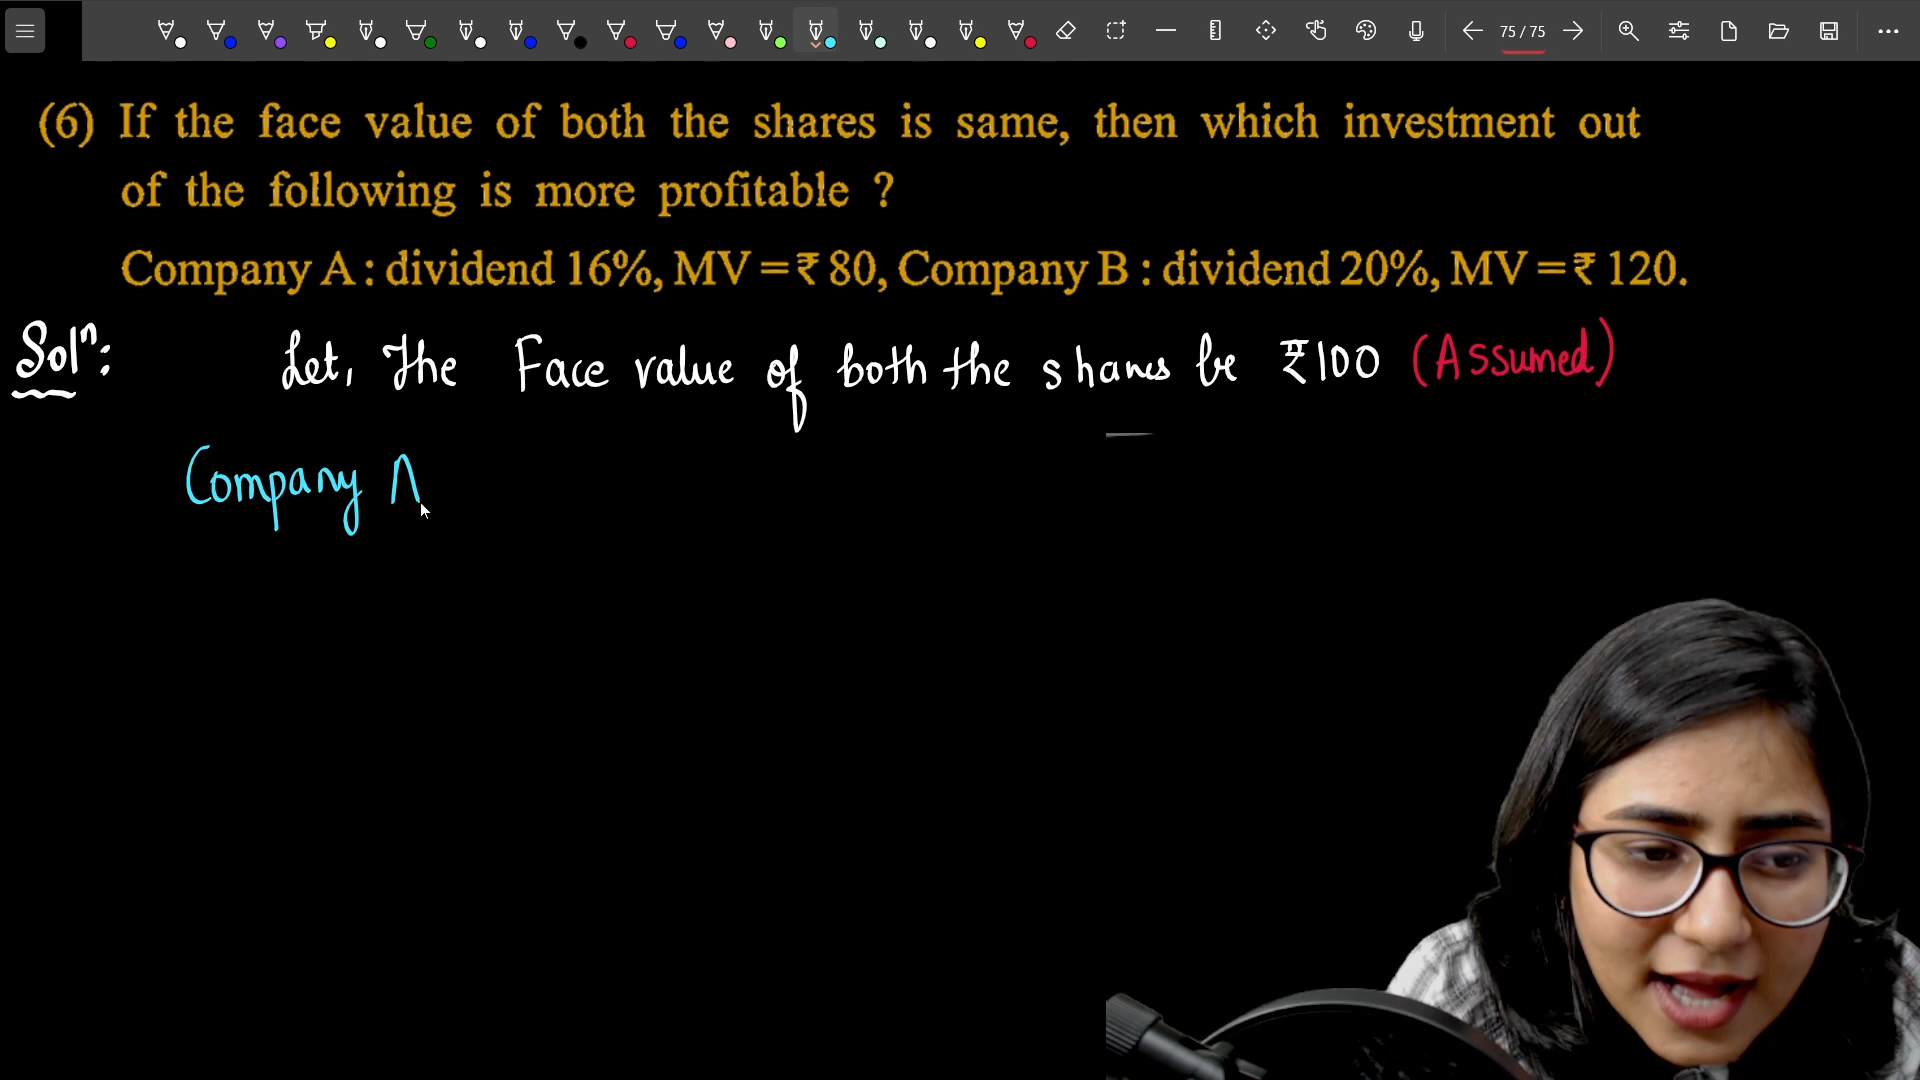 75 / 75
(6) If the face value of both the shares is same, then which investment out
of the following is more profitable ?
Company A : dividend 16%, MV = ₹ 80, Company B : dividend 20%, MV = ₹ 120.
Solⁿ: Let, The Face value of both the shares be ₹100 (Assumed)
Company A